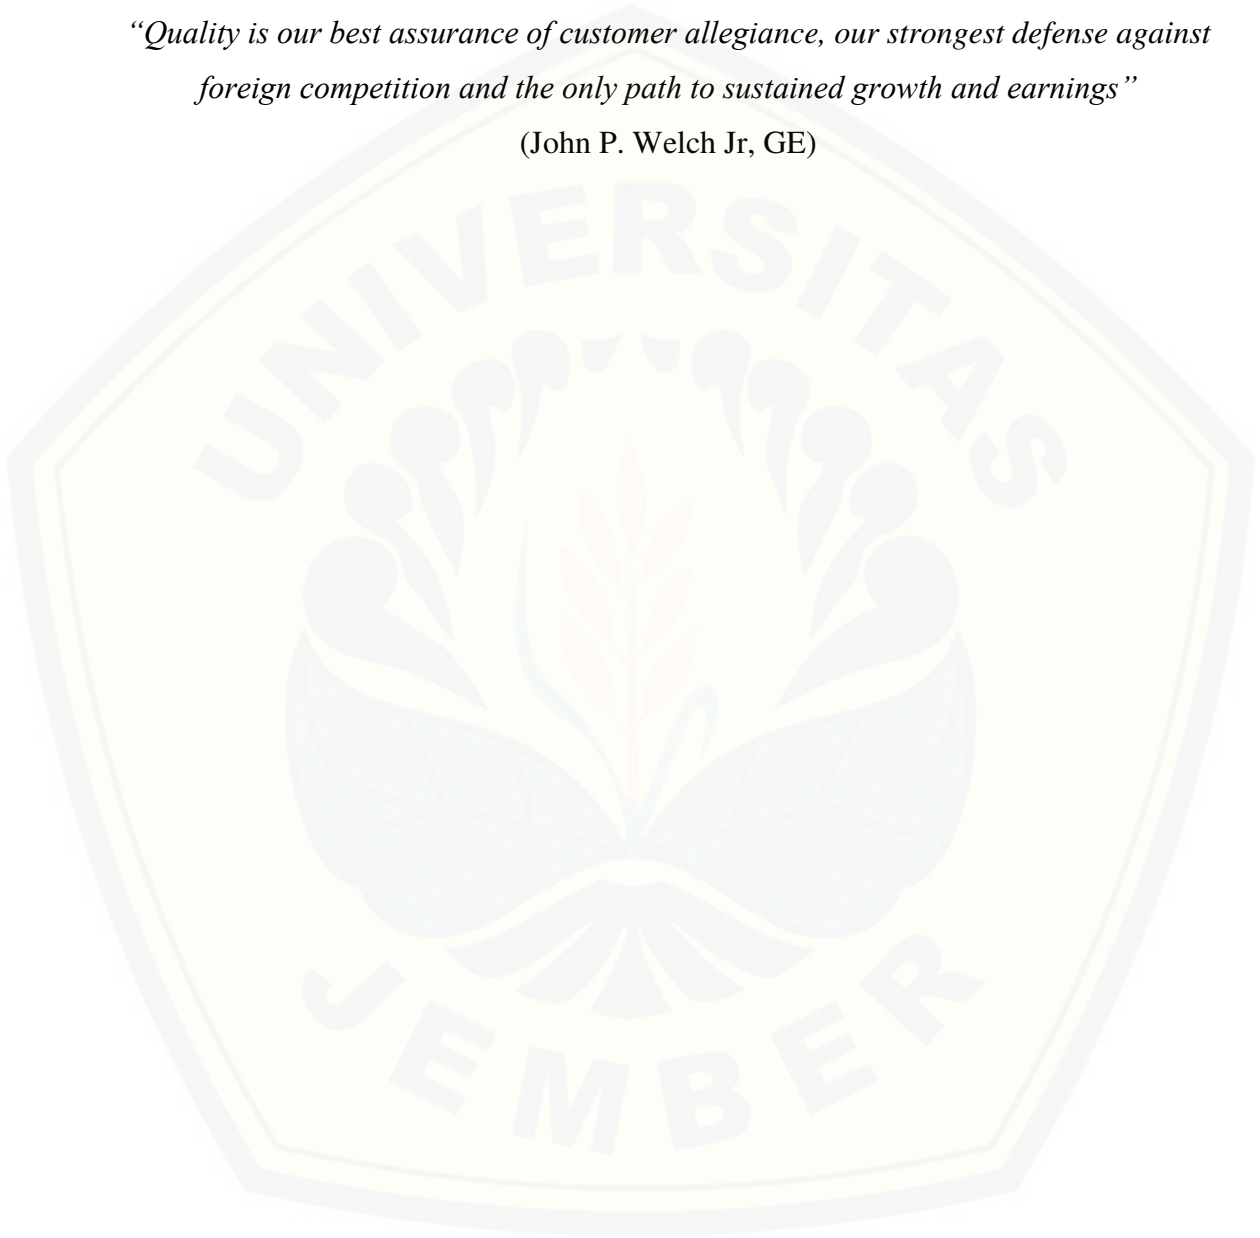 “Quality is our best assurance of customer allegiance, our strongest defense against
foreign competition and the only path to sustained growth and earnings”
(John P. Welch Jr, GE)
UNIVERSITAS
JEMBER